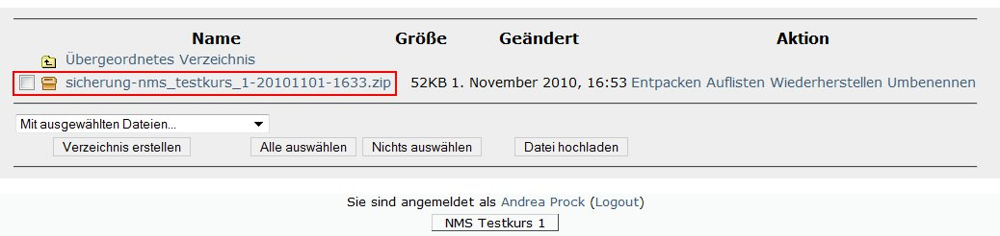 Name Größe Geändert Aktion
Übergeordnetes Verzeichnis
sicherung-nms_testkurs_1-20101101-1633.zip 52KB 1. November 2010, 16:53 Entpacken Auflisten Wiederherstellen Umbenennen
Mit ausgewählten Dateien...
Verzeichnis erstellen Alle auswählen Nichts auswählen Datei hochladen
Sie sind angemeldet als Andrea Prock (Logout)
NMS Testkurs 1